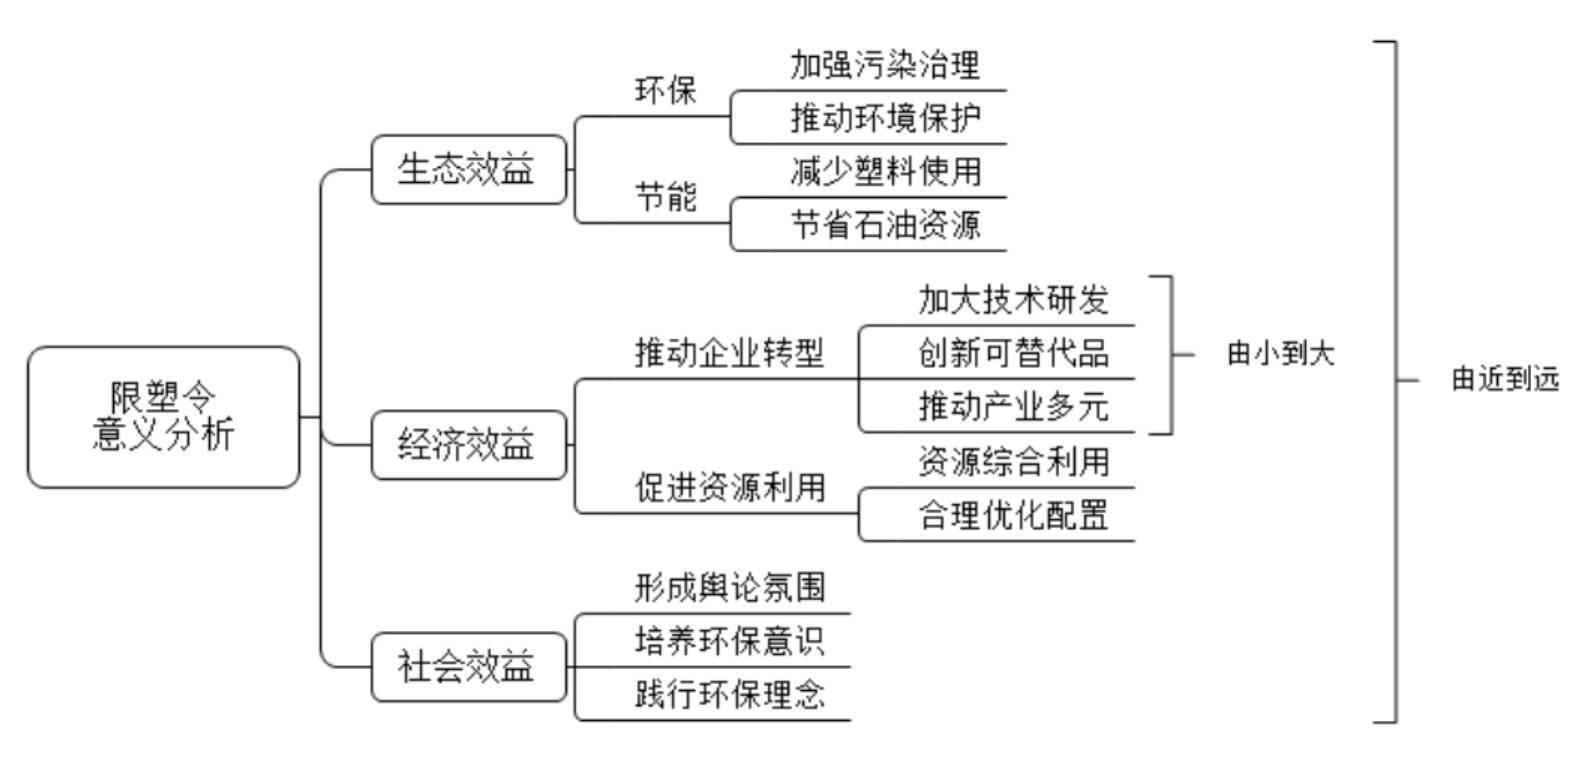 限塑令
意义分析
生态效益
环保
加强污染治理
推动环境保护
节能
减少塑料使用
节省石油资源
经济效益
推动企业转型
加大技术研发
创新可替代品
推动产业多元
由小到大
促进资源利用
资源综合利用
合理优化配置
社会效益
形成舆论氛围
培养环保意识
践行环保理念
由近到远